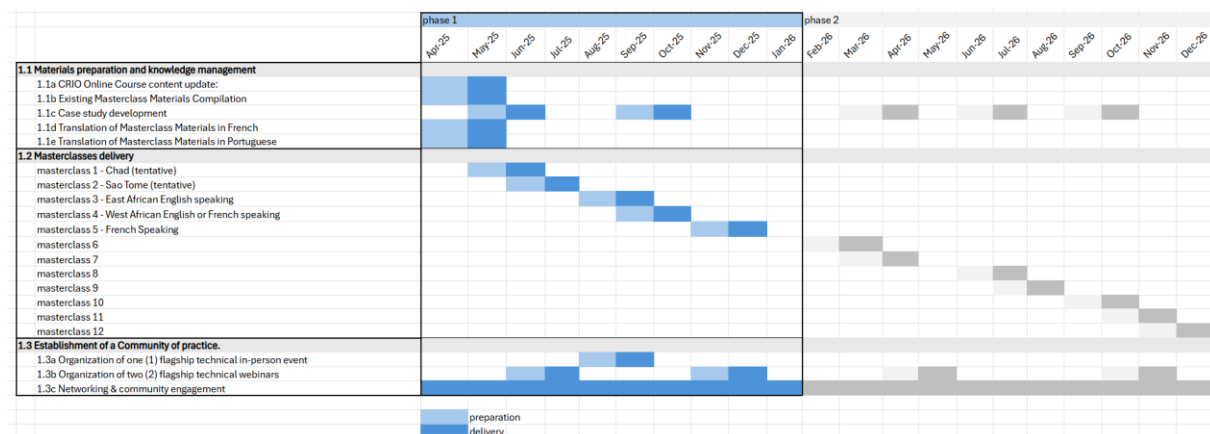 phase 1 phase 2
Apr-25 May-25 Jun-25 Jul-25 Aug-25 Sep-25 Oct-25 Nov-25 Dec-25 Jan-26 Feb-26 Mar-26 Apr-26 May-26 Jun-26 Jul-26 Aug-26 Sep-26 Oct-26 Nov-26 Dec-26
1.1 Materials preparation and knowledge management
1.1a CRIO Online Course content update:
1.1b Existing Masterclass Materials Compilation
1.1c Case study development
1.1d Translation of Masterclass Materials in French
1.1e Translation of Masterclass Materials in Portuguese
1.2 Masterclasses delivery
masterclass 1 - Chad (tentative)
masterclass 2 - Sao Tome (tentative)
masterclass 3 - East African English speaking
masterclass 4 - West African English or French speaking
masterclass 5 - French Speaking
masterclass 6
masterclass 7
masterclass 8
masterclass 9
masterclass 10
masterclass 11
masterclass 12
1.3 Establishment of a Community of practice.
1.3a Organization of one (1) flagship technical in-person event
1.3b Organization of two (2) flagship technical webinars
1.3c Networking & community engagement
preparation
delivery